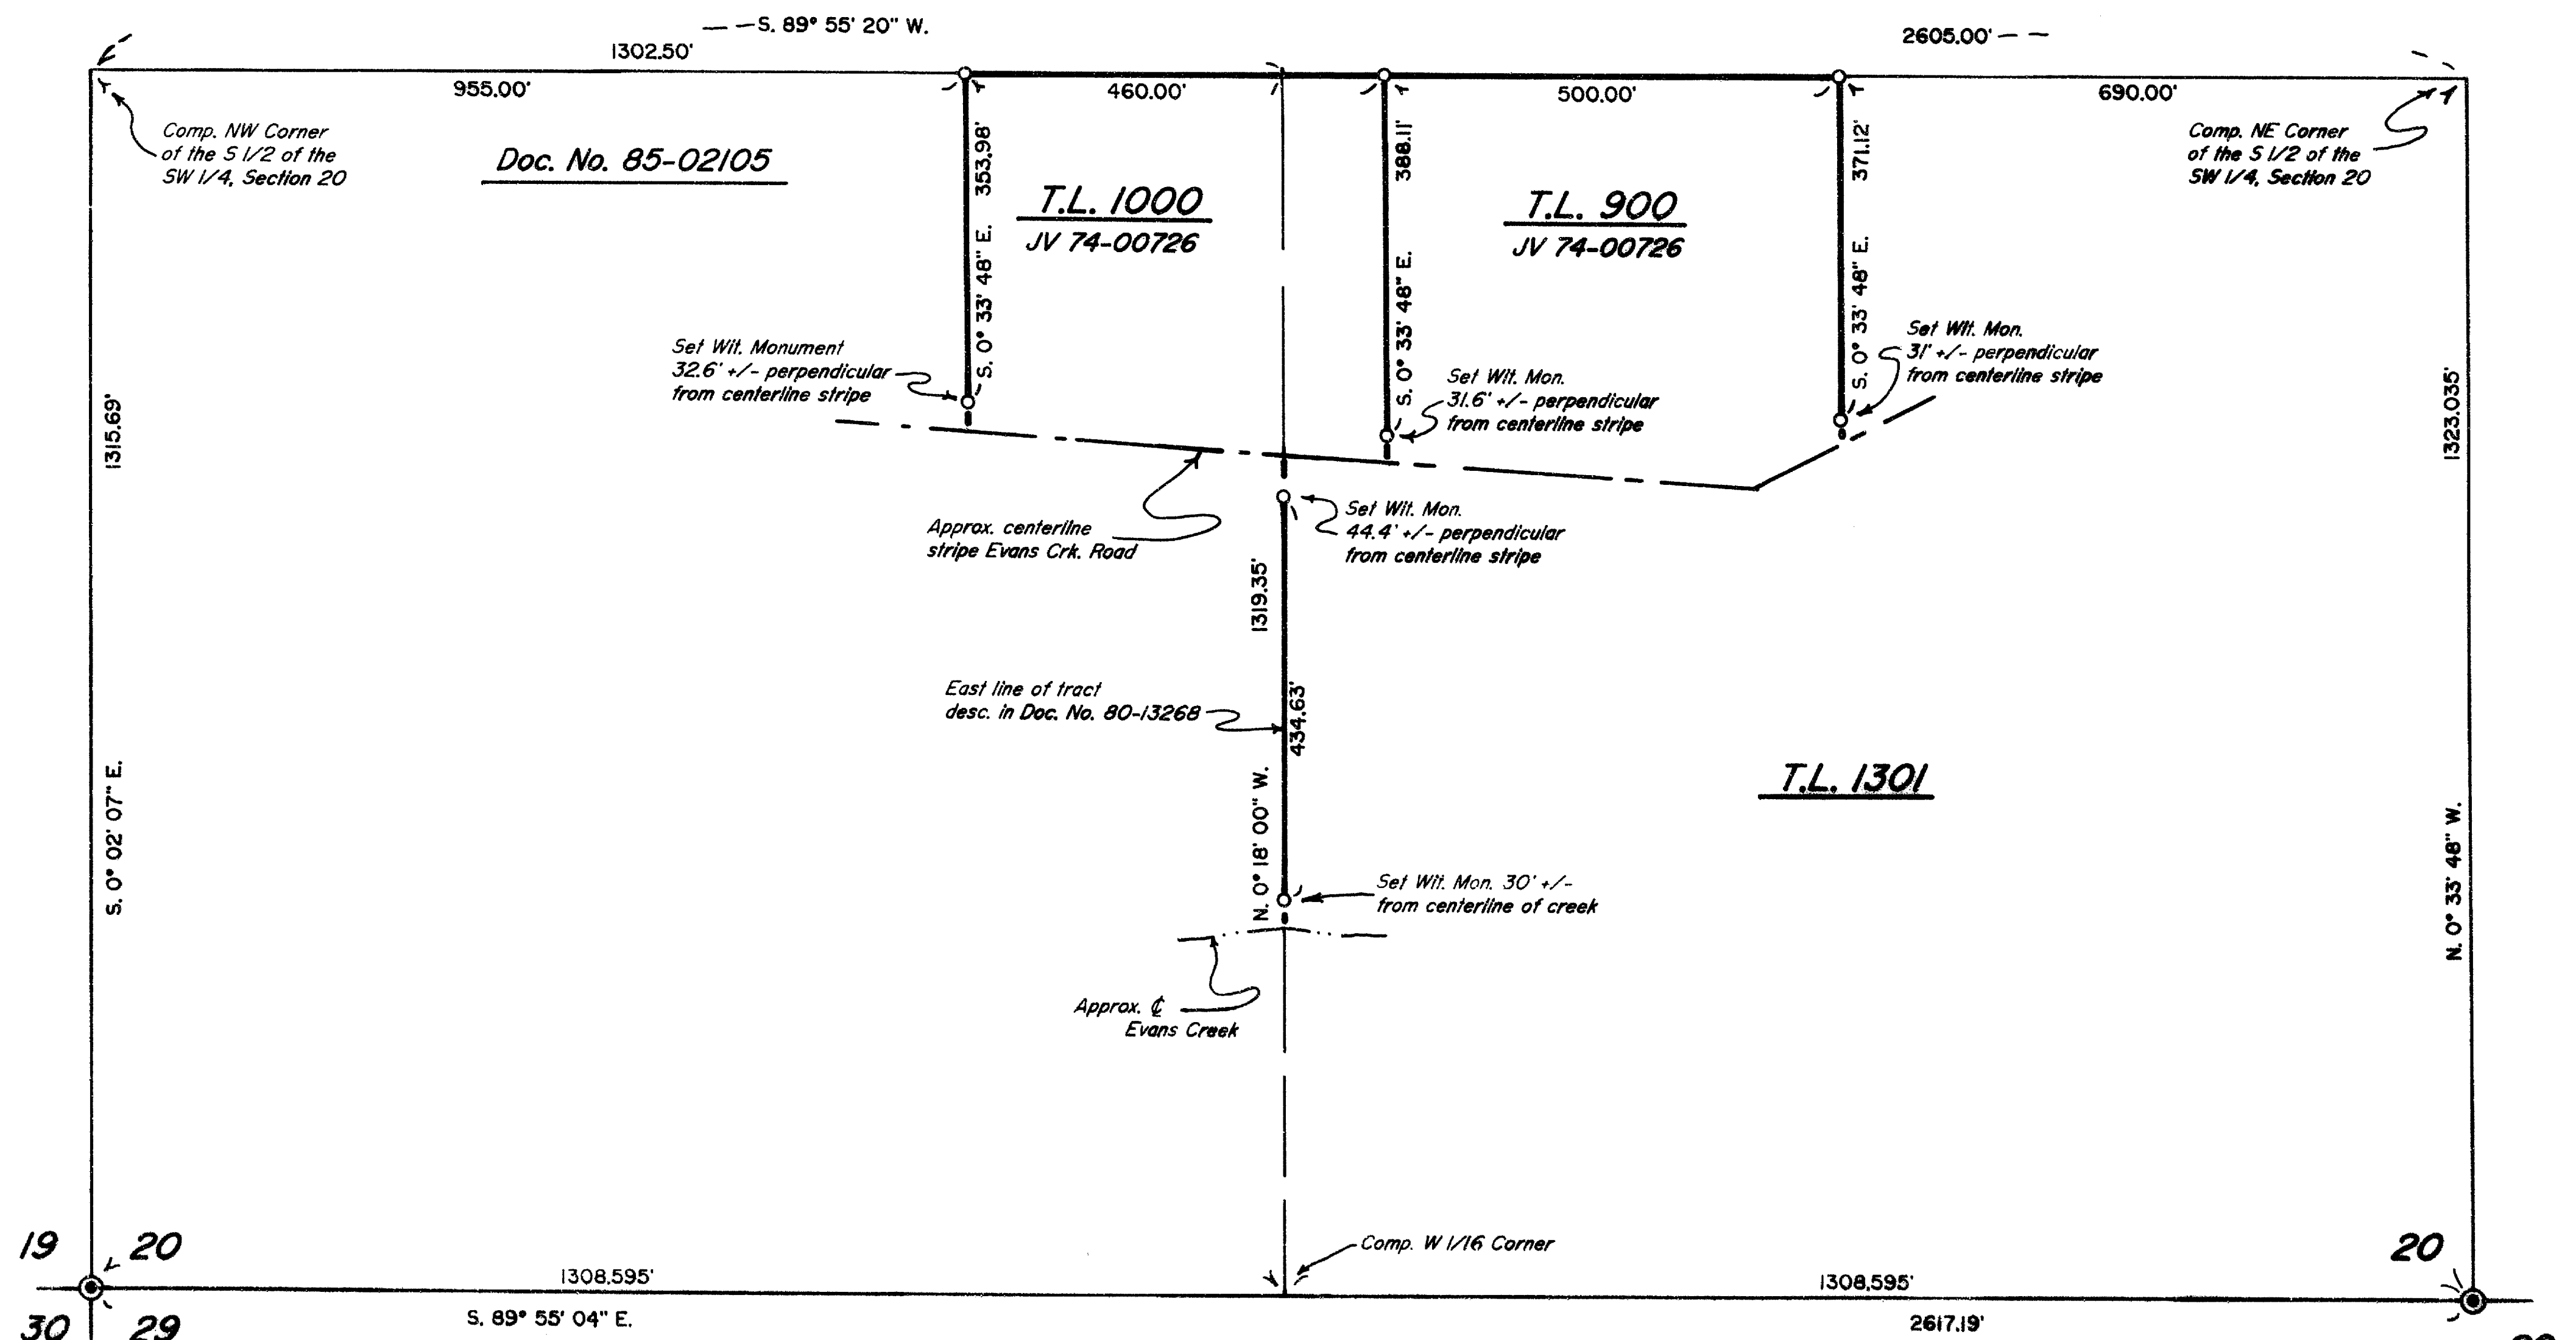 S. 89° 55' 20" W.
1302.50'
2605.00'
955.00'
460.00'
500.00'
690.00'
Comp. NW Corner
of the S 1/2 of the
SW 1/4, Section 20
Doc. No. 85-02105
353.98'
S. 0° 33' 48" E.
T.L. 1000
JV 74-00726
388.11'
S. 0° 33' 48" E.
T.L. 900
JV 74-00726
371.12'
S. 0° 33' 48" E.
Comp. NE Corner
of the S 1/2 of the
SW 1/4, Section 20
Set Wit. Monument
32.6' +/- perpendicular
from centerline stripe
Set Wit. Mon.
31.6' +/- perpendicular
from centerline stripe
Set Wit. Mon.
31' +/- perpendicular
from centerline stripe
1315.69'
S. 0° 02' 07" E.
1323.035'
N. 0° 33' 48" W.
Approx. centerline
stripe Evans Crk. Road
Set Wit. Mon.
44.4' +/- perpendicular
from centerline stripe
1319.35'
N. 0° 18' 00" W.
434.63'
East line of tract
desc. in Doc. No. 80-13268
T.L. 1301
Set Wit. Mon. 30' +/-
from centerline of creek
Approx. ℄
Evans Creek
Comp. W 1/16 Corner
19 20
30 29
20
1308.595'
S. 89° 55' 04" E.
1308.595'
2617.19'